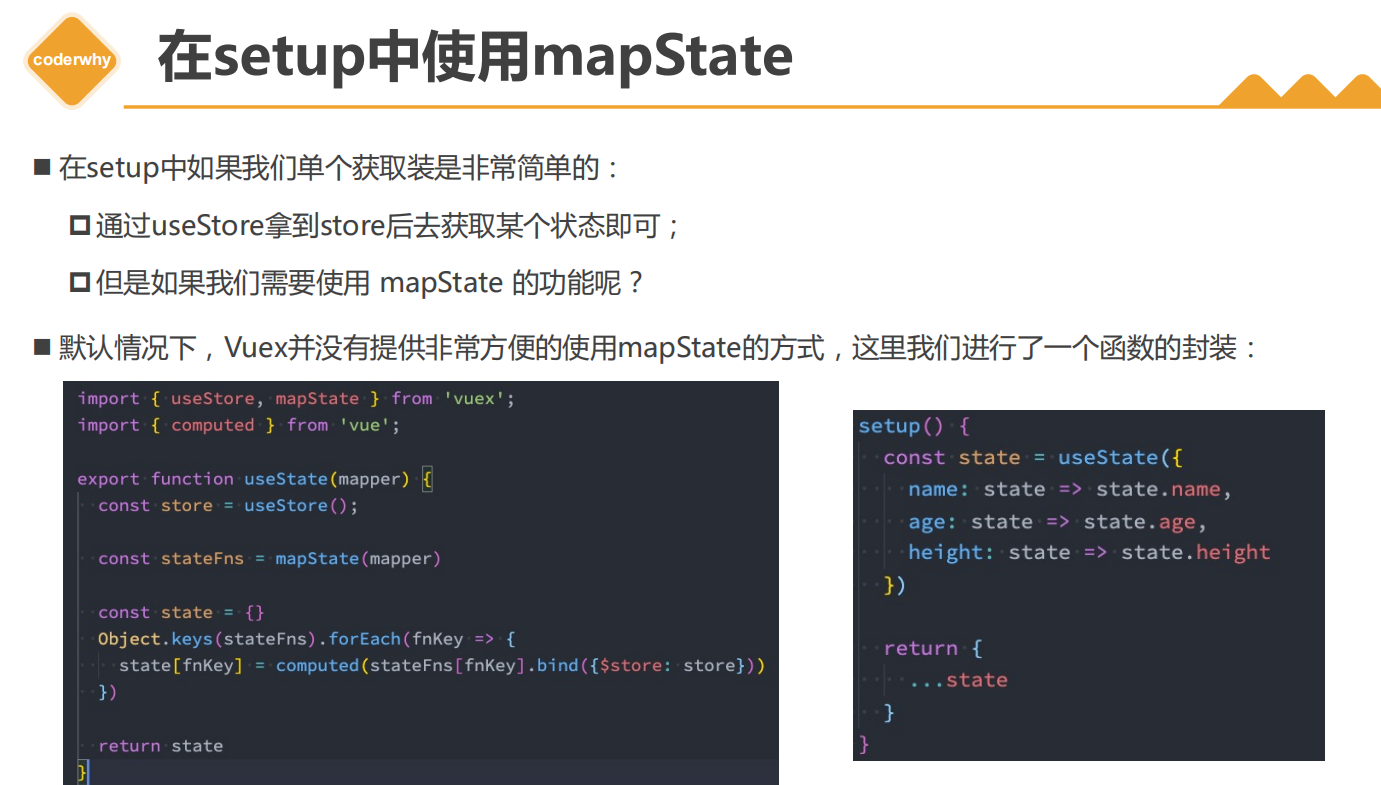 coderwhy
在setup中使用mapState
在setup中如果我们单个获取装是非常简单的：
通过useStore拿到store后去获取某个状态即可；
但是如果我们需要使用 mapState 的功能呢？
默认情况下，Vuex并没有提供非常方便的使用mapState的方式，这里我们进行了一个函数的封装：
import { useStore, mapState } from 'vuex';
import { computed } from 'vue';
export function useState(mapper) {
const store = useStore();
const stateFns = mapState(mapper)
const state = {}
Object.keys(stateFns).forEach(fnKey => {
state[fnKey] = computed(stateFns[fnKey].bind({$store: store}))
})
return state
}
setup() {
const state = useState({
name: state => state.name,
age: state => state.age,
height: state => state.height
})
return {
...state
}
}